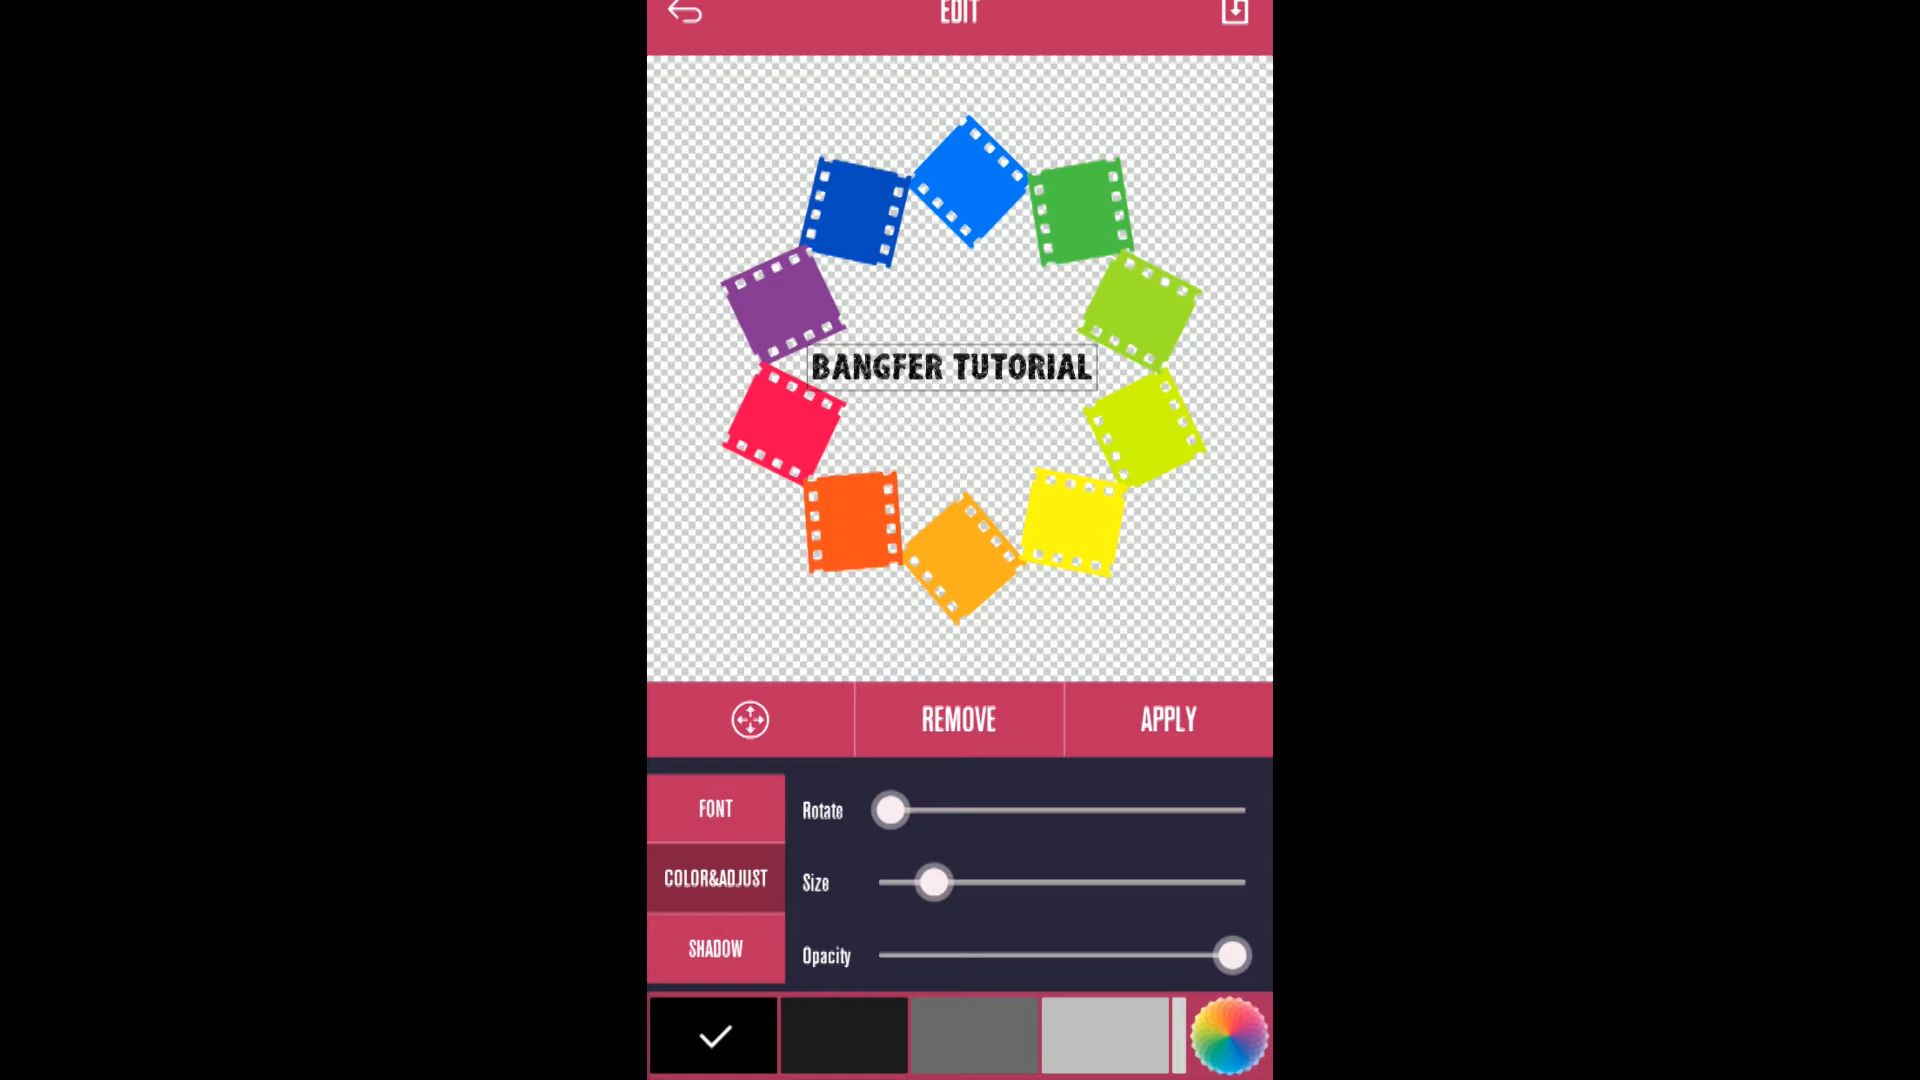 EDIT
BANGFER TUTORIAL
REMOVE
APPLY
FONT
Rotate
COLOR&ADJUST
Size
SHADOW
Opacity